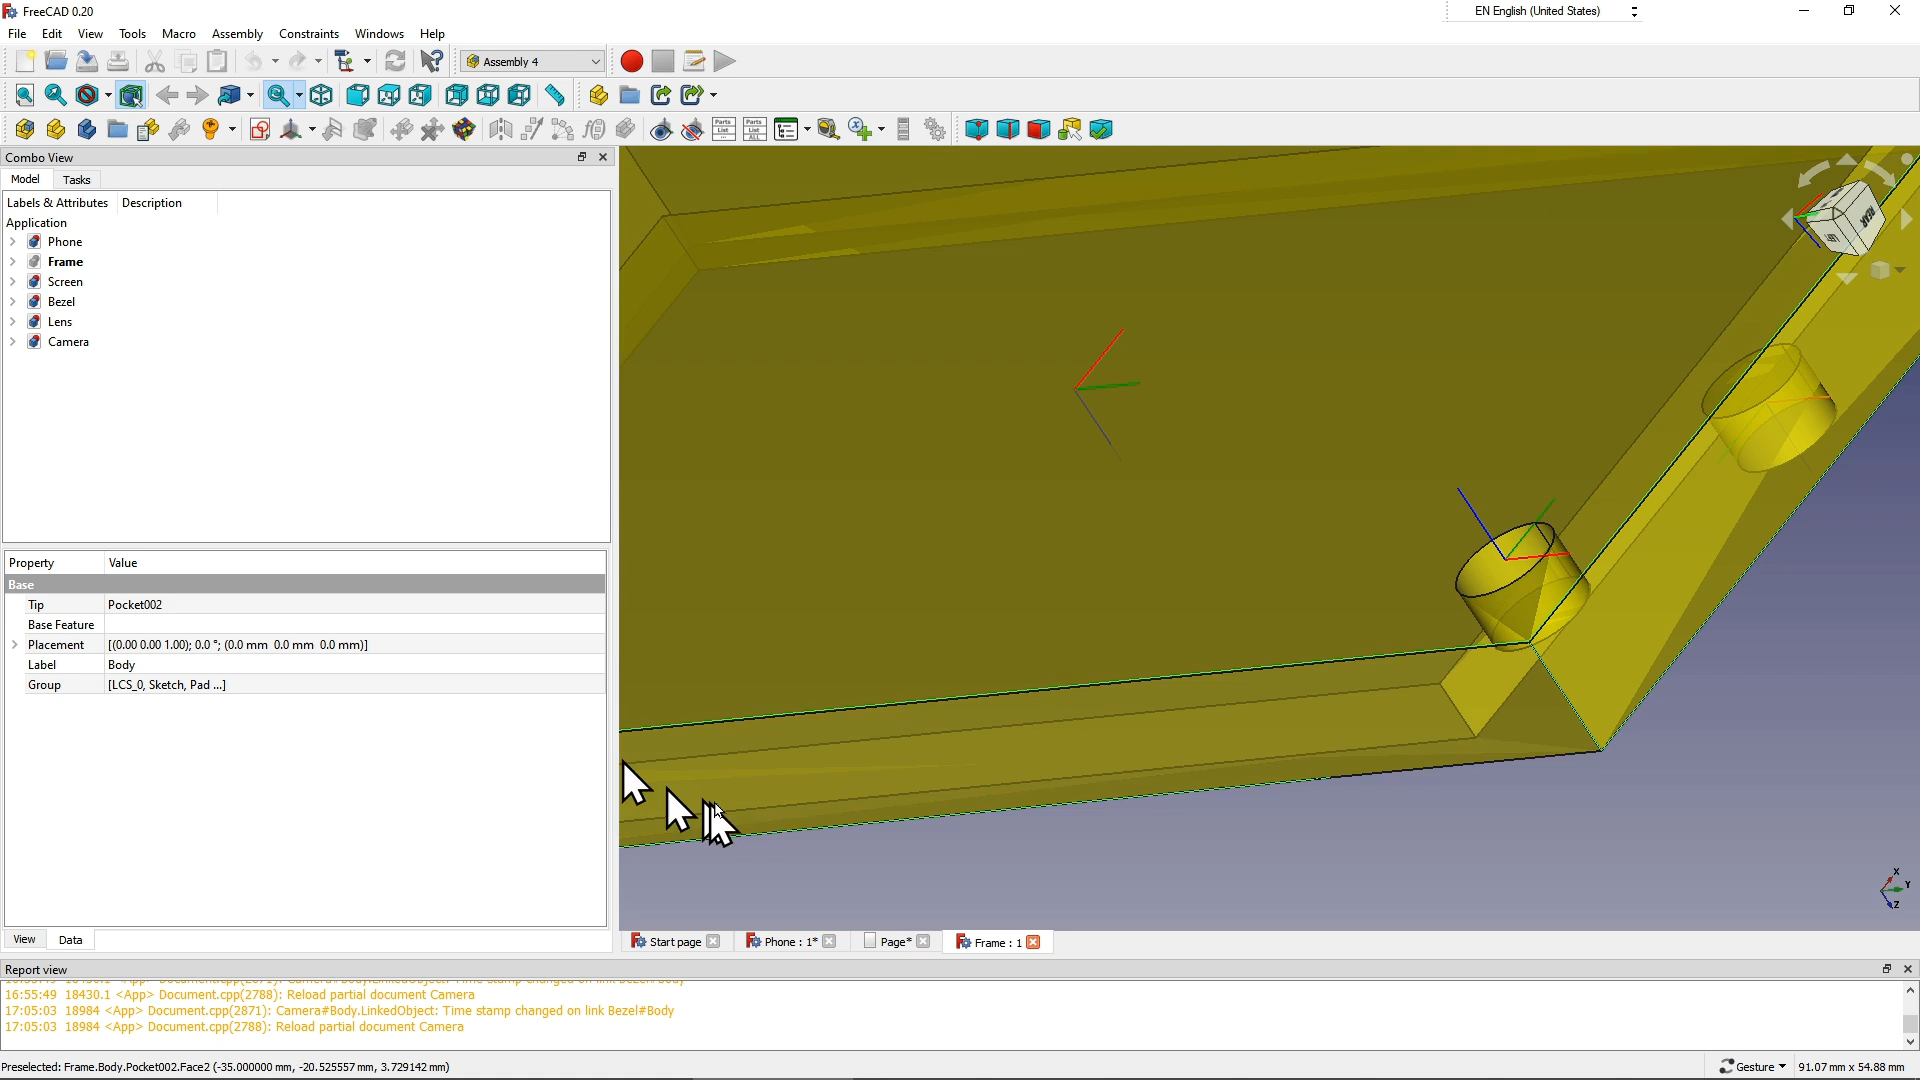 FreeCAD 0.20
EN English (United States)
File Edit View Tools Macro Assembly Constraints Windows Help
Assembly 4
Parts List
Parts List ALL
Combo View
Model Tasks
Labels & Attributes Description
Application
Phone
Frame
Screen
Bezel
Lens
Camera
REAR
Property Value
Base
Tip Pocket002
Base Feature
Placement [(0.00 0.00 1.00); 0.0 °; (0.0 mm 0.0 mm 0.0 mm)]
Label Body
Group [LCS_0, Sketch, Pad ...]
X
Y
Z
View Data
Start page Phone : 1* Page* Frame : 1
Report view
16:55:49 18430.1 <App> Document.cpp(2788): Reload partial document Camera
17:05:03 18984 <App> Document.cpp(2871): Camera#Body.LinkedObject: Time stamp changed on link Bezel#Body
17:05:03 18984 <App> Document.cpp(2788): Reload partial document Camera
Preselected: Frame.Body.Pocket002.Face2 (-35.000000 mm, -20.525557 mm, 3.729142 mm)
Gesture 91.07 mm x 54.88 mm